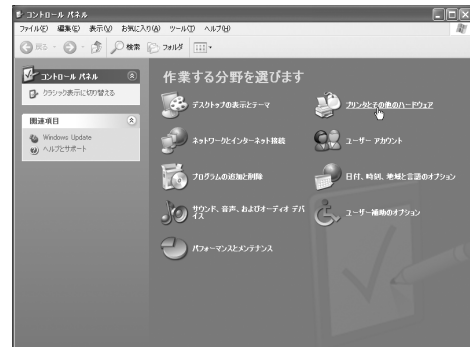 コントロール パネル
ファイル(F) 編集(E) 表示(V) お気に入り(A) ツール(T) ヘルプ(H)
戻る 検索 フォルダ
コントロール パネル
クラシック表示に切り替える
関連項目
Windows Update
ヘルプとサポート
作業する分野を選びます
デスクトップの表示とテーマ
プリンタとその他のハードウェア
ネットワークとインターネット接続
ユーザー アカウント
プログラムの追加と削除
日付、時刻、地域と言語のオプション
サウンド、音声、およびオーディオ デバ
イス
ユーザー補助のオプション
パフォーマンスとメンテナンス